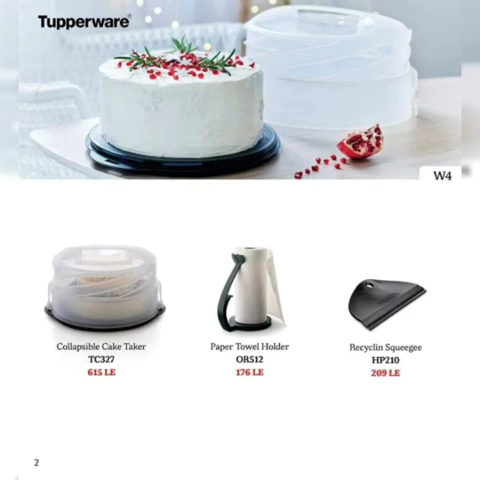 Tupperware®
W4
Collapsible Cake Taker
TC327
615 LE
Paper Towel Holder
OR512
176 LE
Recyclin Squeegee
HP210
209 LE
2